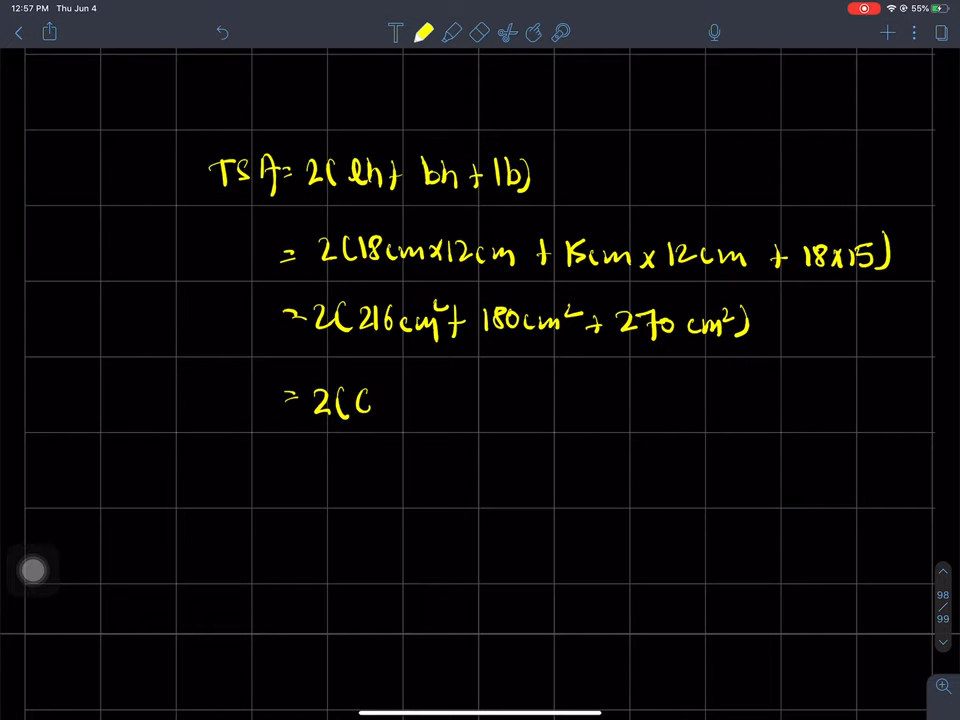 12:57 PM Thu Jun 4
55%
TSA = 2(lh + bh + lb)
= 2(18cm x 12cm + 15cm x 12cm + 18 x 15)
= 2(216cm² + 180cm² + 270 cm²)
= 2(6
98
/
99